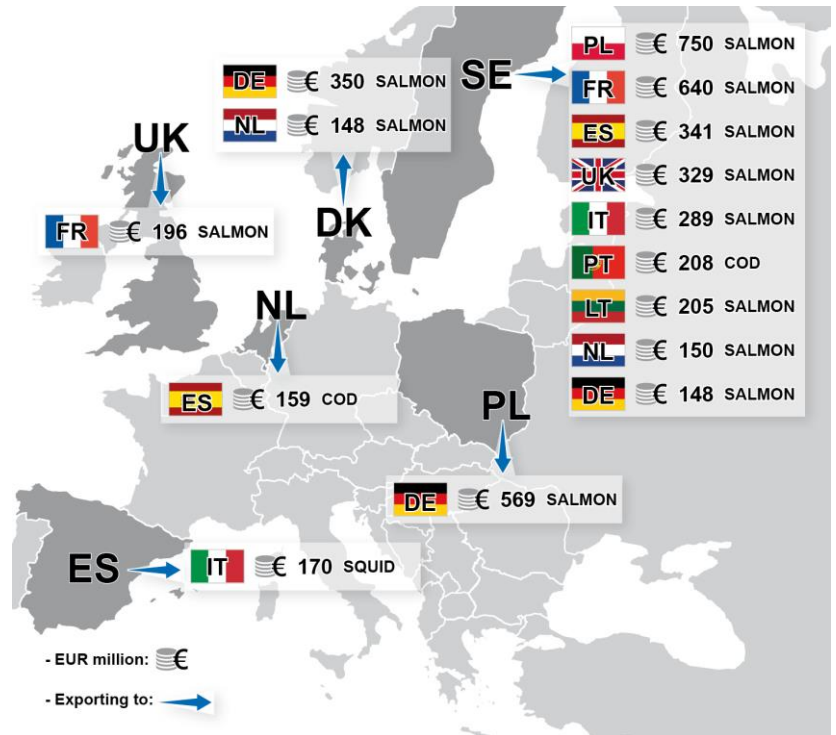 SE
PL € 750 SALMON
FR € 640 SALMON
ES € 341 SALMON
UK € 329 SALMON
IT € 289 SALMON
PT € 208 COD
LT € 205 SALMON
NL € 150 SALMON
DE € 148 SALMON
DK
DE € 350 SALMON
NL € 148 SALMON
UK
FR € 196 SALMON
NL
ES € 159 COD
PL
DE € 569 SALMON
ES
IT € 170 SQUID
- EUR million: €
- Exporting to: